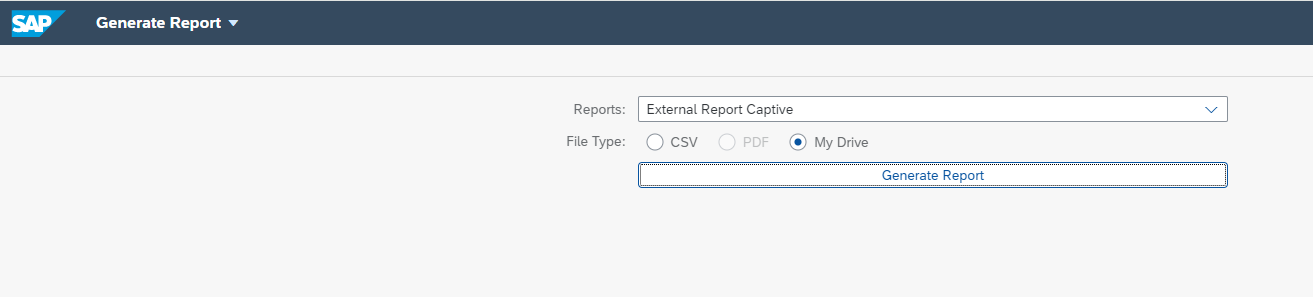 SAP Generate Report
Reports: External Report Captive
File Type: CSV PDF My Drive
Generate Report